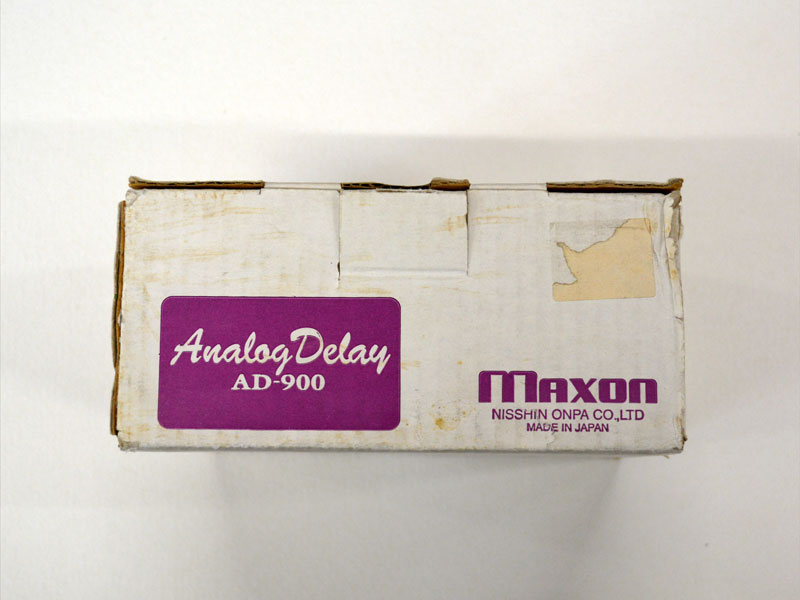 Analog Delay
AD-900
MAXON
NISSHIN ONPA CO.,LTD
MADE IN JAPAN